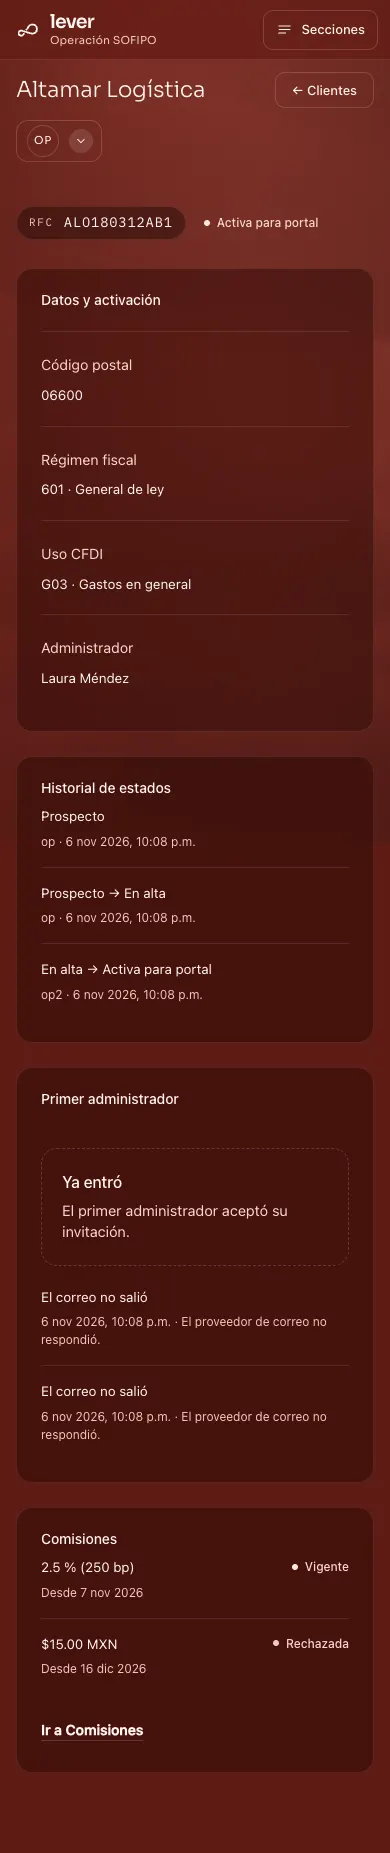 lever
Operación SOFIPO
Secciones
Altamar Logística
← Clientes
OP
RFC ALO180312AB1
Activa para portal
Datos y activación
Código postal
06600
Régimen fiscal
601 · General de ley
Uso CFDI
G03 · Gastos en general
Administrador
Laura Méndez
Historial de estados
Prospecto
op · 6 nov 2026, 10:08 p.m.
Prospecto → En alta
op · 6 nov 2026, 10:08 p.m.
En alta → Activa para portal
op2 · 6 nov 2026, 10:08 p.m.
Primer administrador
Ya entró
El primer administrador aceptó su
invitación.
El correo no salió
6 nov 2026, 10:08 p.m. · El proveedor de correo no
respondió.
El correo no salió
6 nov 2026, 10:08 p.m. · El proveedor de correo no
respondió.
Comisiones
2.5 % (250 bp)
Vigente
Desde 7 nov 2026
$15.00 MXN
Rechazada
Desde 16 dic 2026
Ir a Comisiones